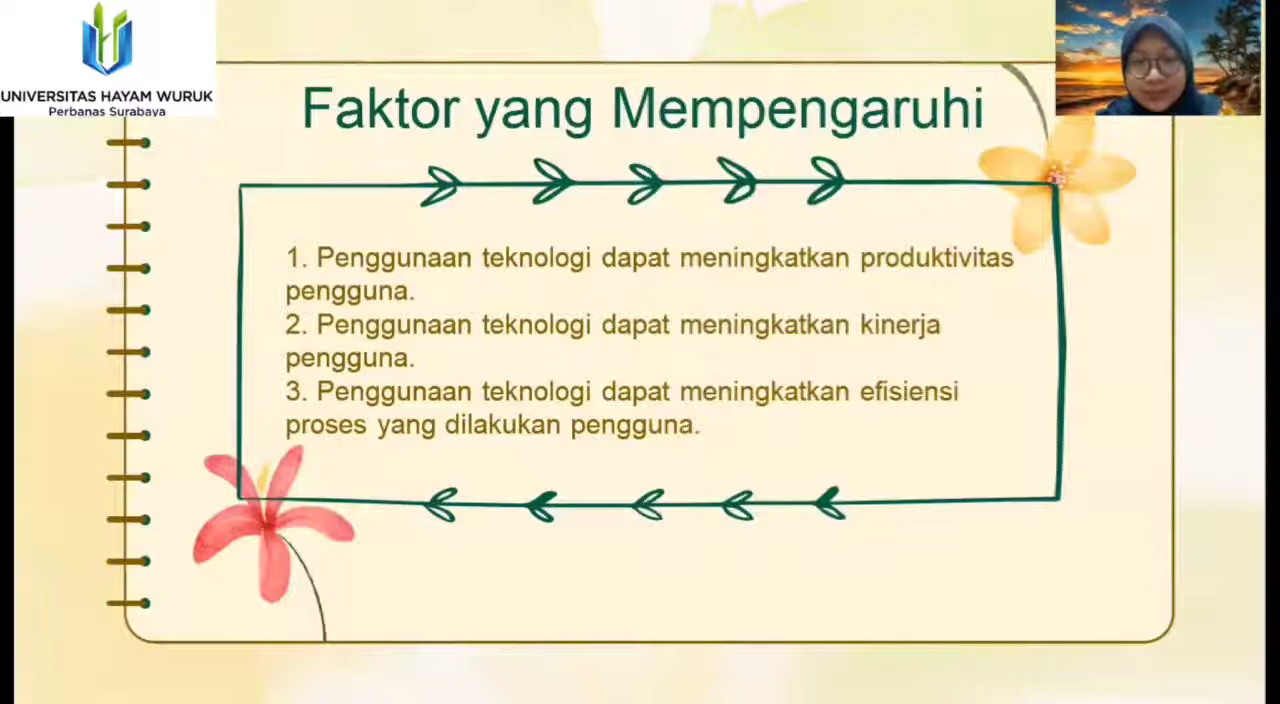 UNIVERSITAS HAYAM WURUK
Perbanas Surabaya
Faktor yang Mempengaruhi
1. Penggunaan teknologi dapat meningkatkan produktivitas
pengguna.
2. Penggunaan teknologi dapat meningkatkan kinerja
pengguna.
3. Penggunaan teknologi dapat meningkatkan efisiensi
proses yang dilakukan pengguna.